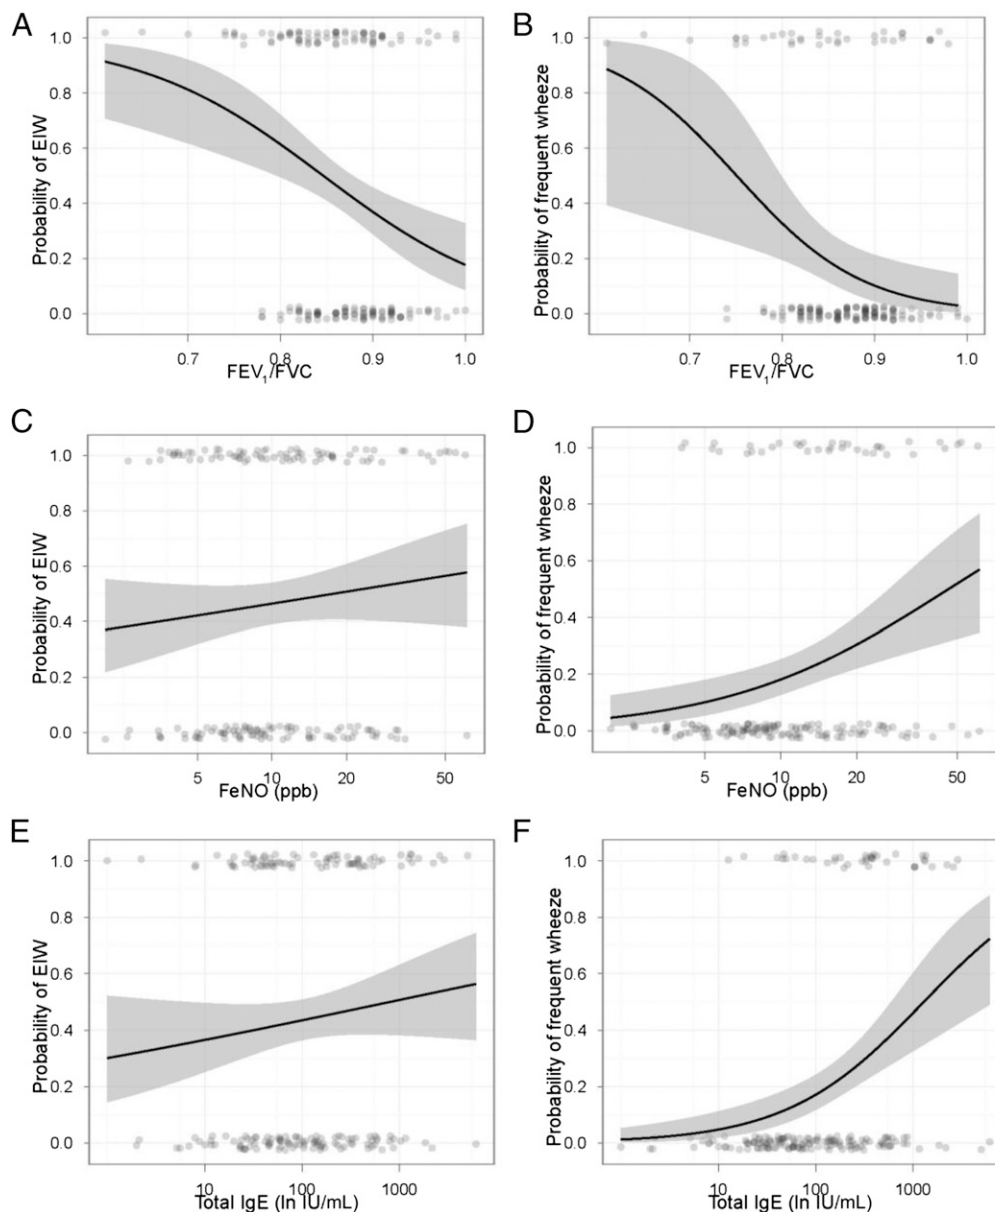 A
Probability of EIW
1.0
0.8
0.6
0.4
0.2
0.0
0.7 0.8 0.9 1.0
FEV1/FVC
B
Probability of frequent wheeze
1.0
0.8
0.6
0.4
0.2
0.0
0.7 0.8 0.9 1.0
FEV1/FVC
C
Probability of EIW
1.0
0.8
0.6
0.4
0.2
0.0
5 10 20 50
FeNO (ppb)
D
Probability of frequent wheeze
1.0
0.8
0.6
0.4
0.2
0.0
5 10 20 50
FeNO (ppb)
E
Probability of EIW
1.0
0.8
0.6
0.4
0.2
0.0
10 100 1000
Total IgE (ln IU/mL)
F
Probability of frequent wheeze
1.0
0.8
0.6
0.4
0.2
0.0
10 100 1000
Total IgE (ln IU/mL)